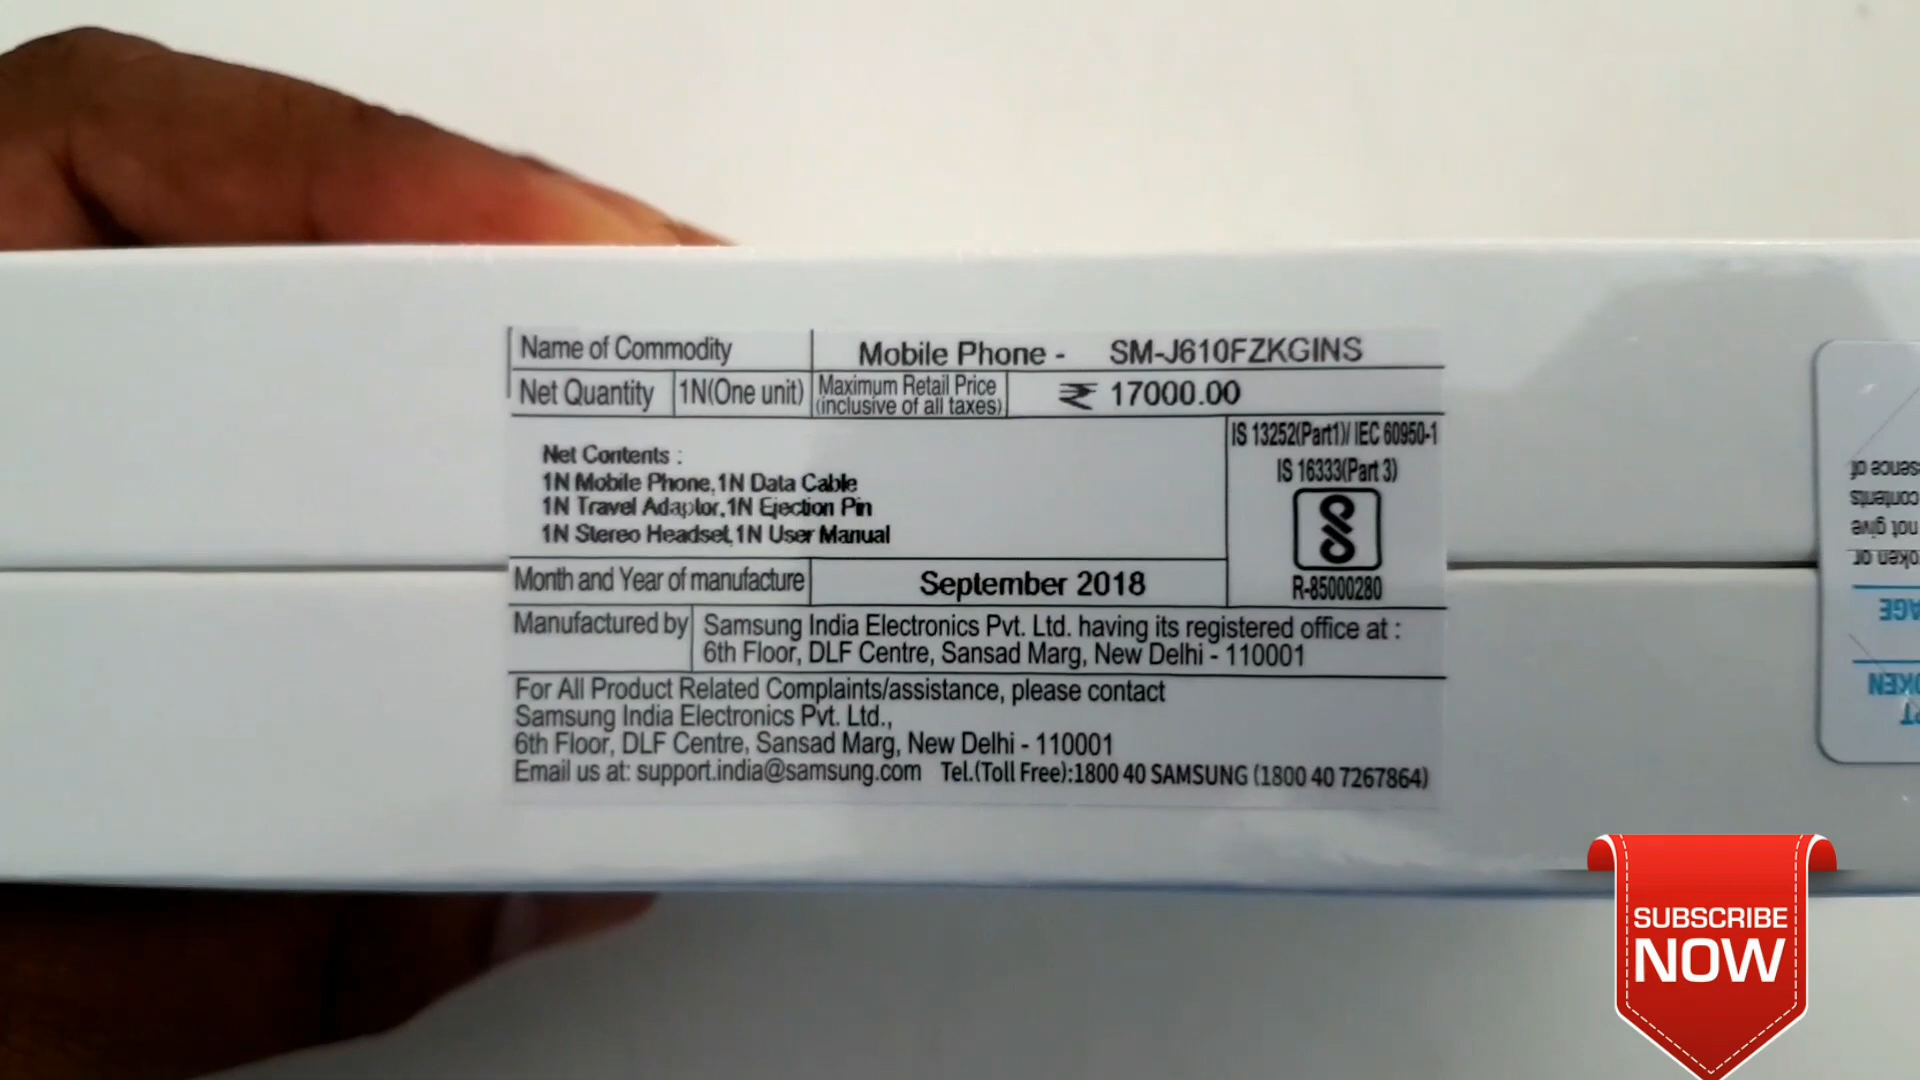 Name of Commodity Mobile Phone - SM-J610FZKGINS
Net Quantity 1N(One unit) Maximum Retail Price (inclusive of all taxes) ₹ 17000.00
IS 13252(Part1)/ IEC 60950-1
IS 16333(Part 3)
R-85000280
Net Contents :
1N Mobile Phone, 1N Data Cable
1N Travel Adaptor, 1N Ejection Pin
1N Stereo Headset, 1N User Manual
Month and Year of manufacture September 2018
Manufactured by Samsung India Electronics Pvt. Ltd. having its registered office at :
6th Floor, DLF Centre, Sansad Marg, New Delhi - 110001
For All Product Related Complaints/assistance, please contact
Samsung India Electronics Pvt. Ltd.,
6th Floor, DLF Centre, Sansad Marg, New Delhi - 110001
Email us at: support.india@samsung.com Tel.(Toll Free):1800 40 SAMSUNG (1800 40 7267864)
not give
contents
SUBSCRIBE
NOW